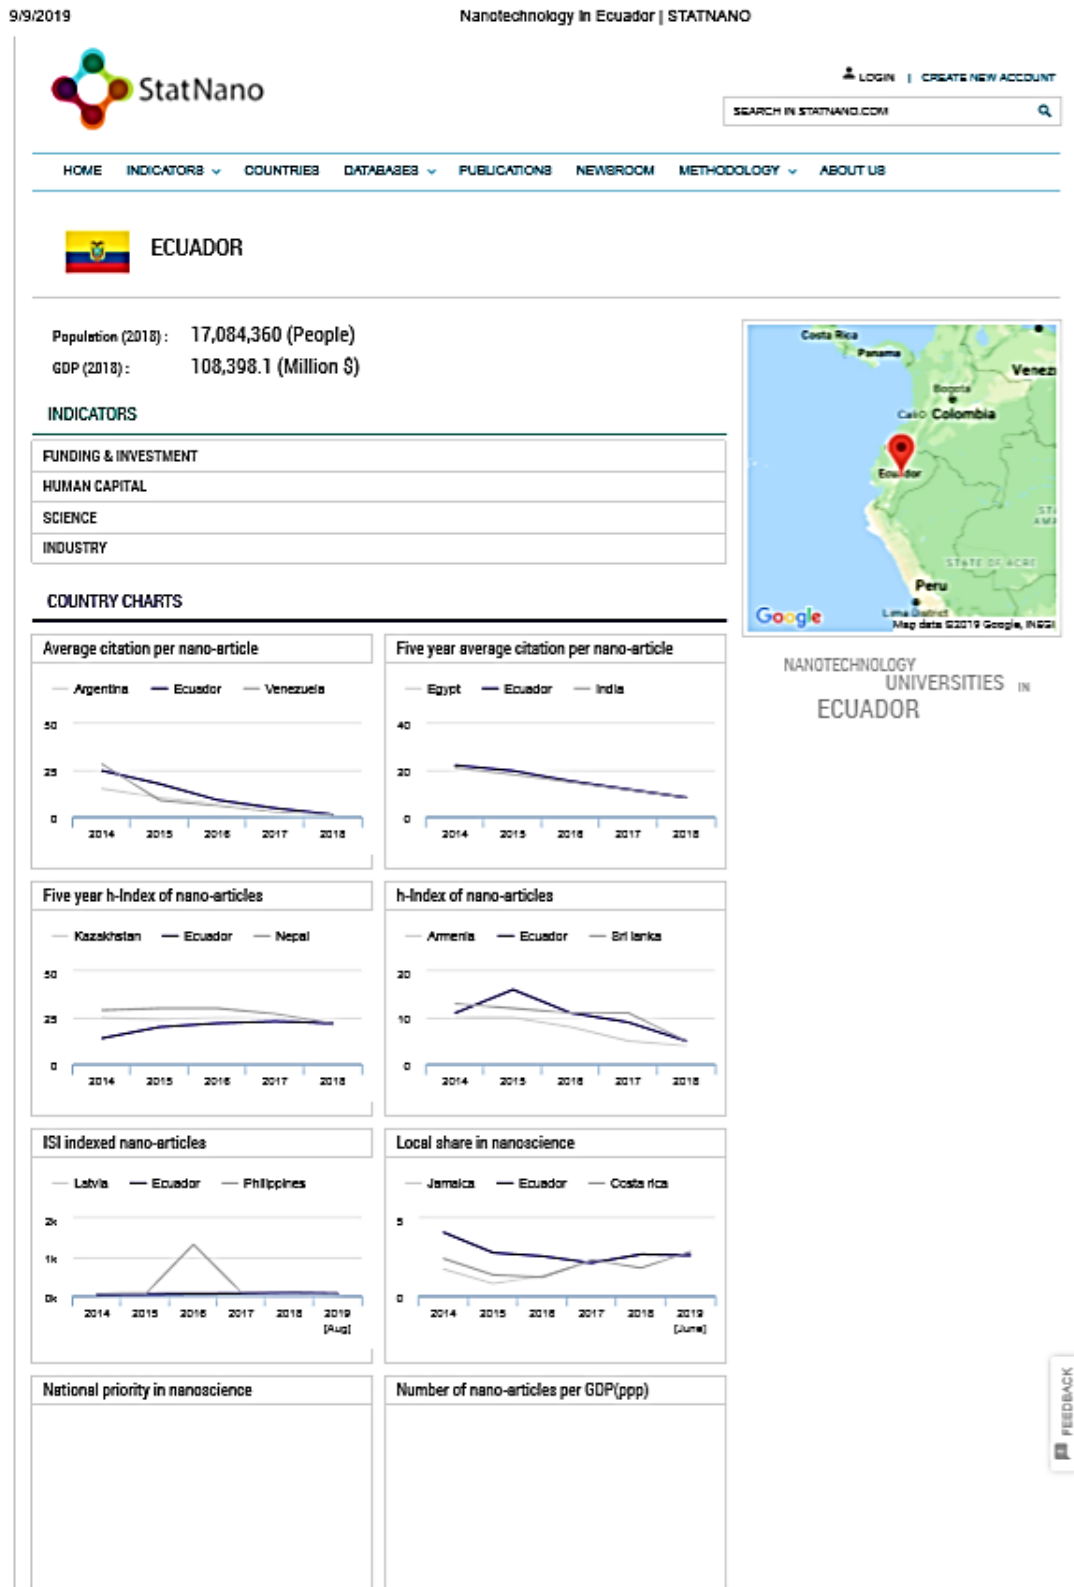 9/9/2019
Nanotechnology in Ecuador | STATNANO
StatNano
LOGIN | CREATE NEW ACCOUNT
SEARCH IN STATNANO.COM
HOME INDICATORS COUNTRIES DATABASES PUBLICATIONS NEWSROOM METHODOLOGY ABOUT US
ECUADOR
Population (2018) : 17,084,360 (People)
GDP (2018) : 108,398.1 (Million $)
INDICATORS
FUNDING & INVESTMENT
HUMAN CAPITAL
SCIENCE
INDUSTRY
Costa Rica
Panama
Venez
Bogota
Cali
Colombia
Ecuador
STATE OF ACRE
Peru
Lima District
Google
Map data ©2019 Google, INEGI
NANOTECHNOLOGY
UNIVERSITIES IN
ECUADOR
COUNTRY CHARTS
Average citation per nano-article
Argentina Ecuador Venezuela
50
25
0
2014 2015 2016 2017 2018
Five year average citation per nano-article
Egypt Ecuador India
40
20
0
2014 2015 2016 2017 2018
Five year h-Index of nano-articles
Kazakhstan Ecuador Nepal
50
25
0
2014 2015 2016 2017 2018
h-Index of nano-articles
Armenia Ecuador Sri lanka
20
10
0
2014 2015 2016 2017 2018
ISI indexed nano-articles
Latvia Ecuador Philippines
2k
1k
0k
2014 2015 2016 2017 2018 2019
[Aug]
Local share in nanoscience
Jamaica Ecuador Costa rica
5
0
2014 2015 2016 2017 2018 2019
[June]
National priority in nanoscience
Number of nano-articles per GDP(ppp)
FEEDBACK